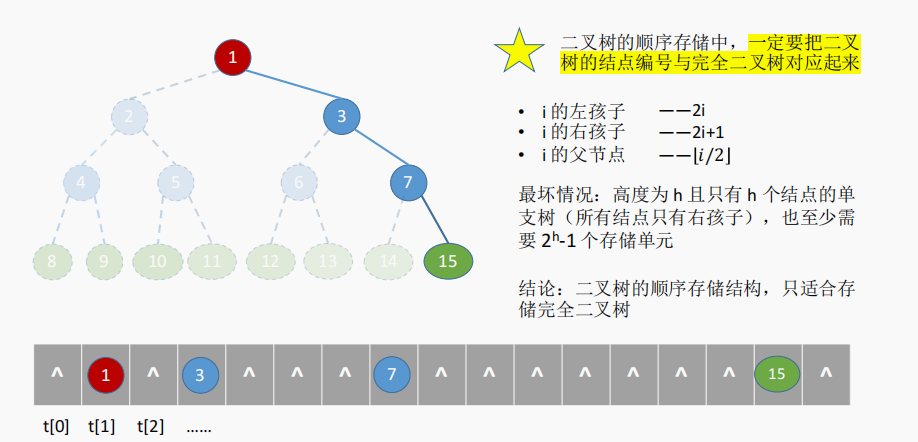 1
2
3
4
5
6
7
8
9
10
11
12
13
14
15
二叉树的顺序存储中，一定要把二叉
树的结点编号与完全二叉树对应起来
• i 的左孩子 ——2i
• i 的右孩子 ——2i+1
• i 的父节点 ——⌊i/2⌋
最坏情况：高度为 h 且只有 h 个结点的单
支树（所有结点只有右孩子），也至少需
要 2ʰ-1 个存储单元
结论：二叉树的顺序存储结构，只适合存
储完全二叉树
^ 1 ^ 3 ^ ^ ^ 7 ^ ^ ^ ^ ^ ^ ^ 15 ^
t[0] t[1] t[2] ……